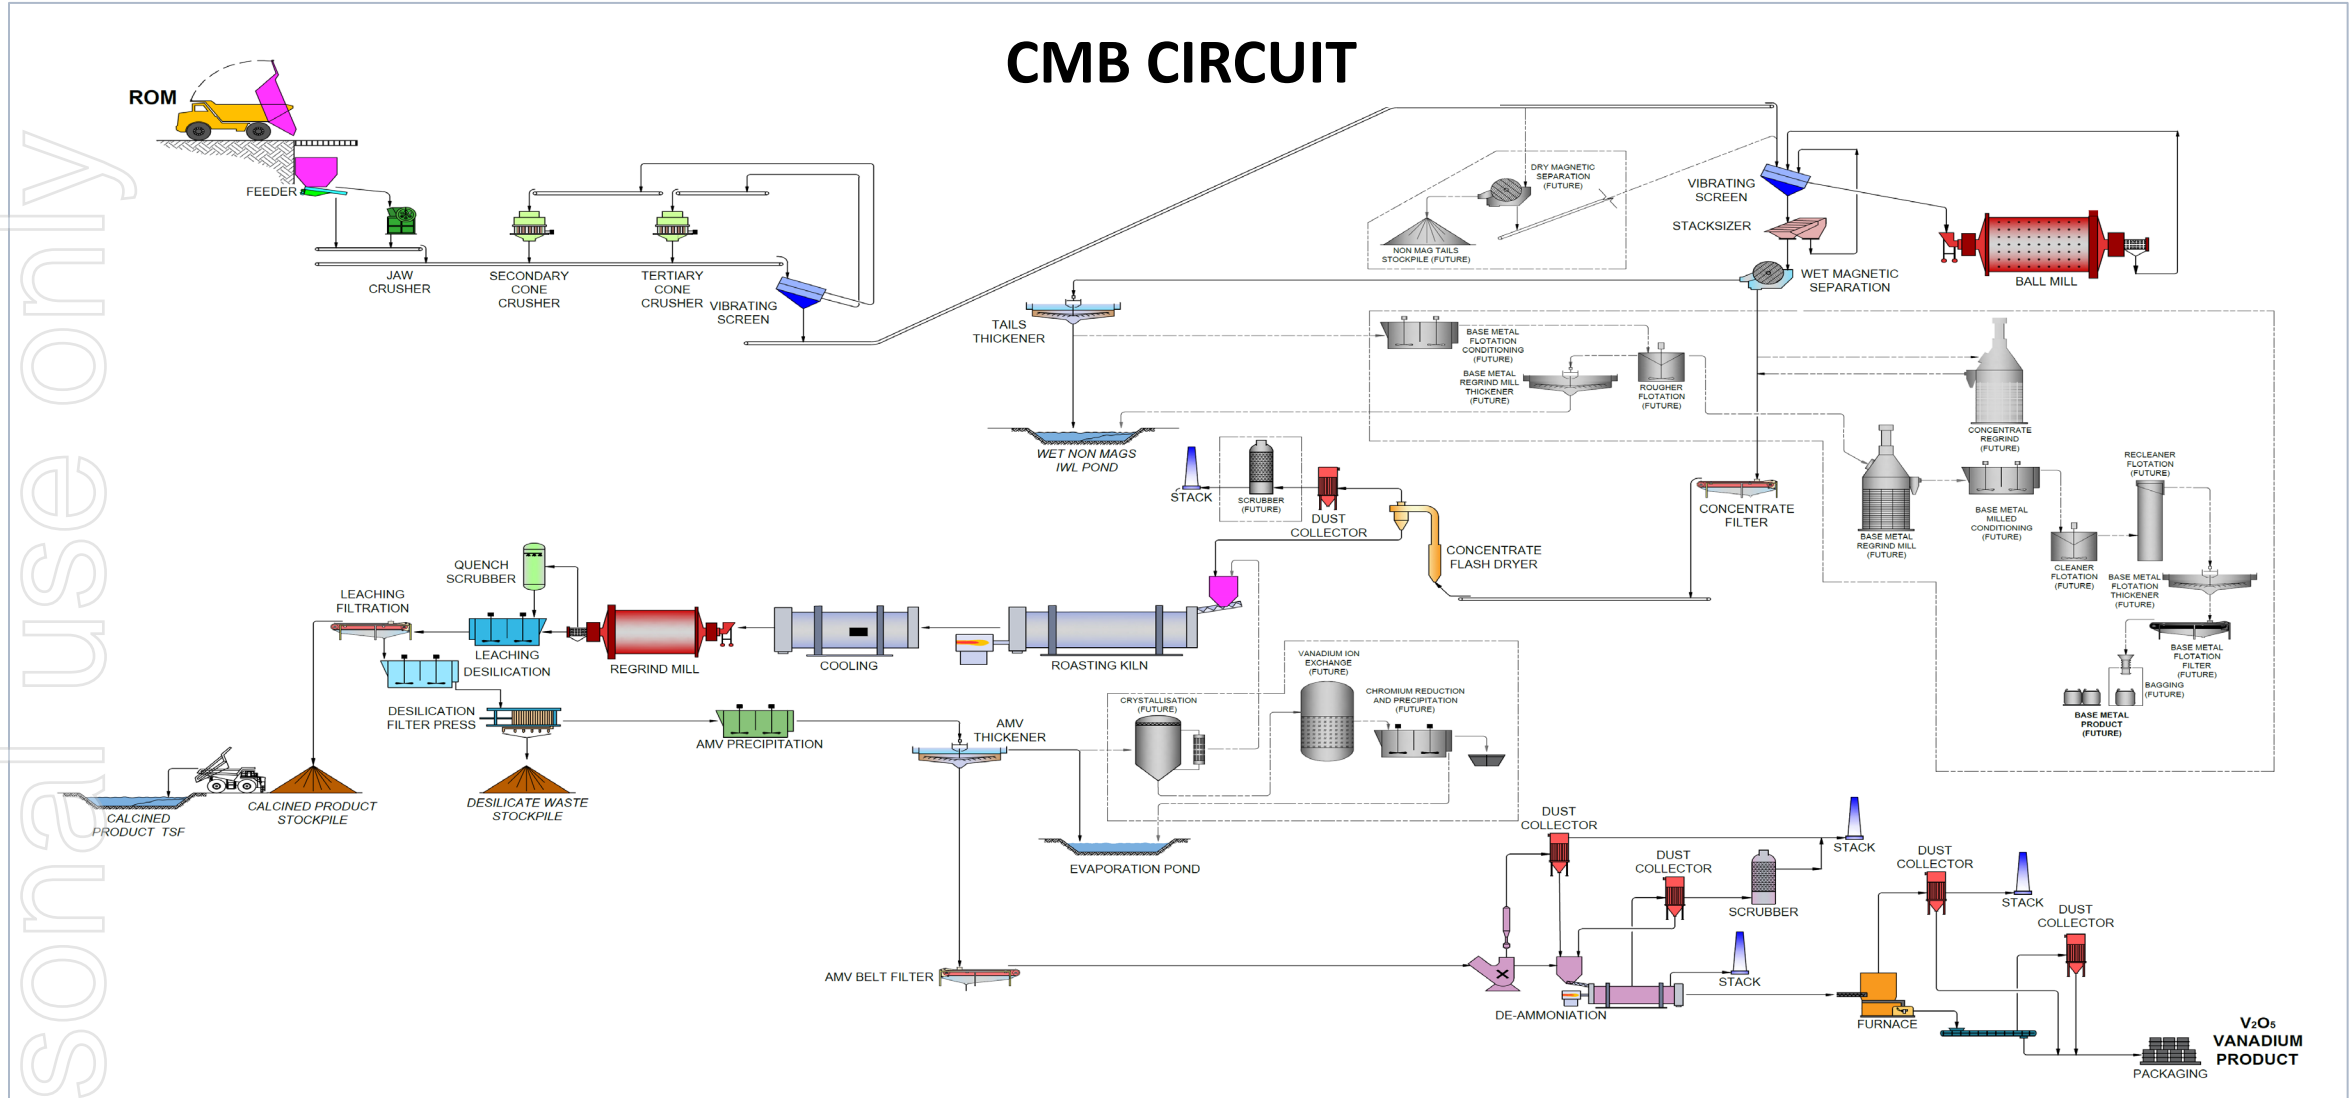 CMB CIRCUIT
ROM
FEEDER
JAW
CRUSHER
SECONDARY
CONE
CRUSHER
TERTIARY
CONE
CRUSHER
VIBRATING
SCREEN
DRY MAGNETIC
SEPARATION
(FUTURE)
NON MAG TAILS
STOCKPILE (FUTURE)
VIBRATING
SCREEN
STACKSIZER
WET MAGNETIC
SEPARATION
BALL MILL
TAILS
THICKENER
BASE METAL
FLOTATION
CONDITIONING
(FUTURE)
BASE METAL
REGRIND MILL
THICKENER
(FUTURE)
ROUGHER
FLOTATION
(FUTURE)
CONCENTRATE
REGRIND
(FUTURE)
WET NON MAGS
IWL POND
STACK
SCRUBBER
(FUTURE)
DUST
COLLECTOR
CONCENTRATE
FLASH DRYER
CONCENTRATE
FILTER
BASE METAL
REGRIND MILL
(FUTURE)
BASE METAL
MILLED
CONDITIONING
(FUTURE)
RECLEANER
FLOTATION
(FUTURE)
CLEANER
FLOTATION
(FUTURE)
BASE METAL
FLOTATION
THICKENER
(FUTURE)
BASE METAL
FLOTATION
FILTER
(FUTURE)
BAGGING
(FUTURE)
BASE METAL
PRODUCT
(FUTURE)
QUENCH
SCRUBBER
LEACHING
FILTRATION
LEACHING
DESILICATION
REGRIND MILL
COOLING
ROASTING KILN
DESILICATION
FILTER PRESS
AMV PRECIPITATION
AMV
THICKENER
CRYSTALLISATION
(FUTURE)
VANADIUM ION
EXCHANGE
(FUTURE)
CHROMIUM REDUCTION
AND PRECIPITATION
(FUTURE)
CALCINED
PRODUCT TSF
CALCINED PRODUCT
STOCKPILE
DESILICATE WASTE
STOCKPILE
EVAPORATION POND
AMV BELT FILTER
DUST
COLLECTOR
DUST
COLLECTOR
SCRUBBER
STACK
STACK
DE-AMMONIATION
DUST
COLLECTOR
STACK
DUST
COLLECTOR
FURNACE
V₂O₅
VANADIUM
PRODUCT
PACKAGING
sonal use only